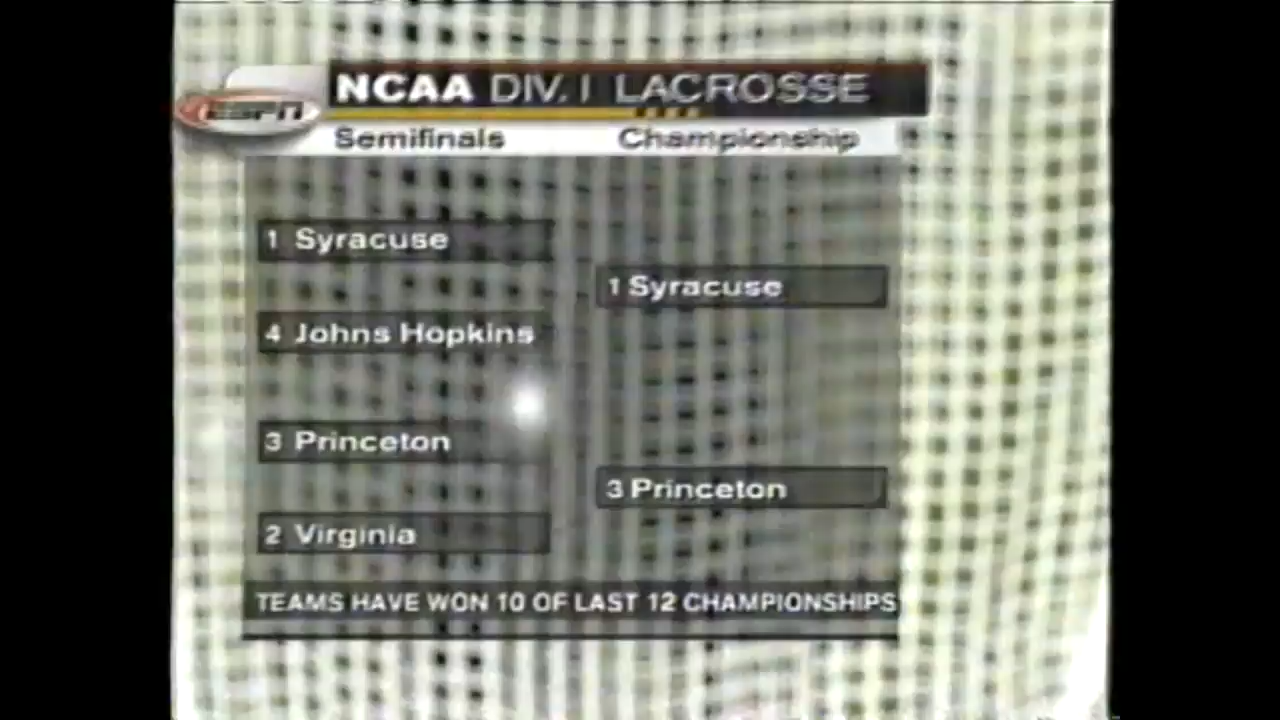 ESPN
NCAA DIV. I LACROSSE
Semifinals Championship
1 Syracuse
1 Syracuse
4 Johns Hopkins
3 Princeton
3 Princeton
2 Virginia
TEAMS HAVE WON 10 OF LAST 12 CHAMPIONSHIPS